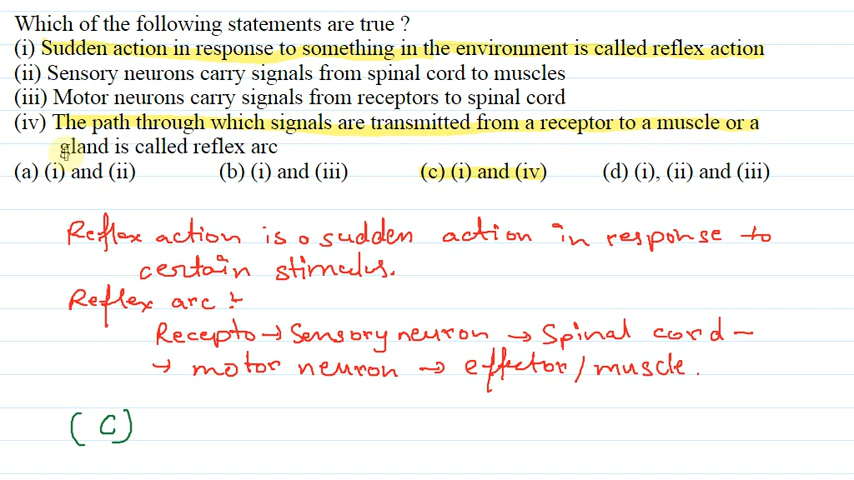 Which of the following statements are true ?
(i) Sudden action in response to something in the environment is called reflex action
(ii) Sensory neurons carry signals from spinal cord to muscles
(iii) Motor neurons carry signals from receptors to spinal cord
(iv) The path through which signals are transmitted from a receptor to a muscle or a
gland is called reflex arc
(a) (i) and (ii) (b) (i) and (iii) (c) (i) and (iv) (d) (i), (ii) and (iii)
Reflex action is a sudden action in response to
certain stimulus.
Reflex arc :-
Recepto → Sensory neuron → Spinal cord -
→ motor neuron → effector / muscle.
(C)